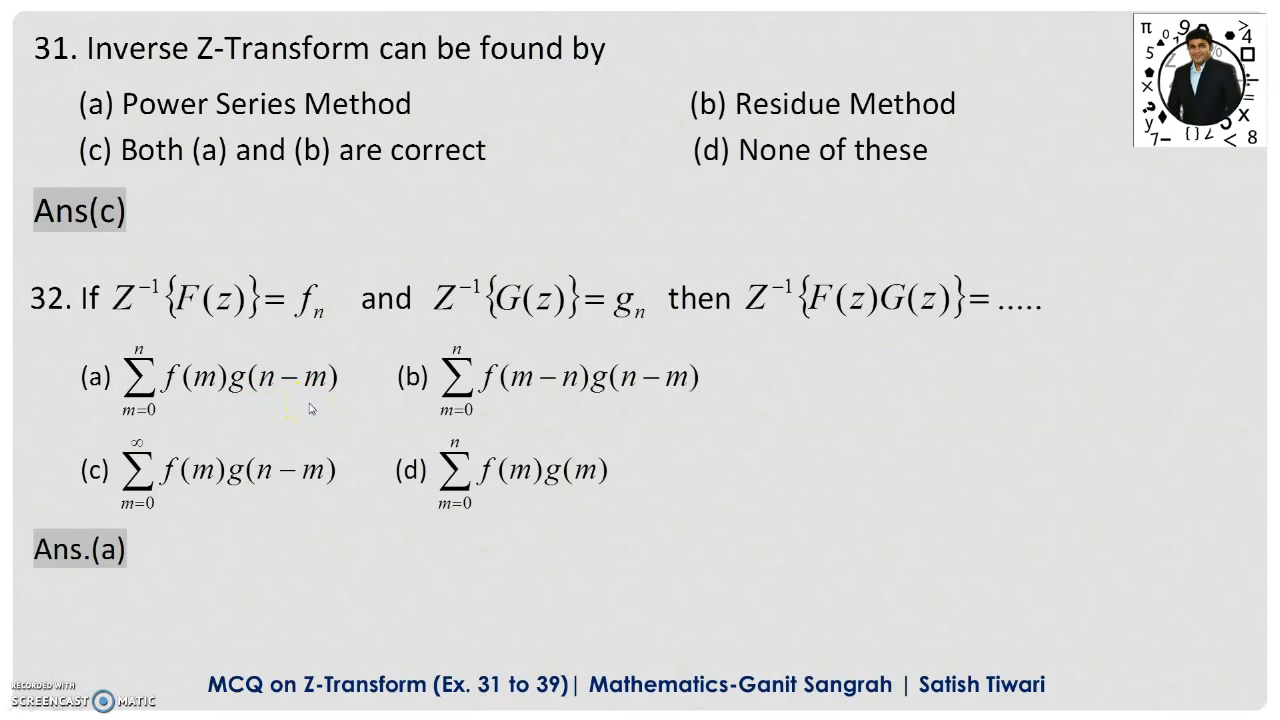 31. Inverse Z-Transform can be found by
(a) Power Series Method (b) Residue Method
(c) Both (a) and (b) are correct (d) None of these
Ans(c)
32. If Z⁻¹{F(z)}= fₙ and Z⁻¹{G(z)}= gₙ then Z⁻¹{F(z)G(z)}= .....
(a) ∑_{m=0}^{n} f(m)g(n−m) (b) ∑_{m=0}^{n} f(m−n)g(n−m)
(c) ∑_{m=0}^{∞} f(m)g(n−m) (d) ∑_{m=0}^{n} f(m)g(m)
Ans.(a)
MCQ on Z-Transform (Ex. 31 to 39)| Mathematics-Ganit Sangrah | Satish Tiwari
RECORDED WITH
SCREENCAST MATIC